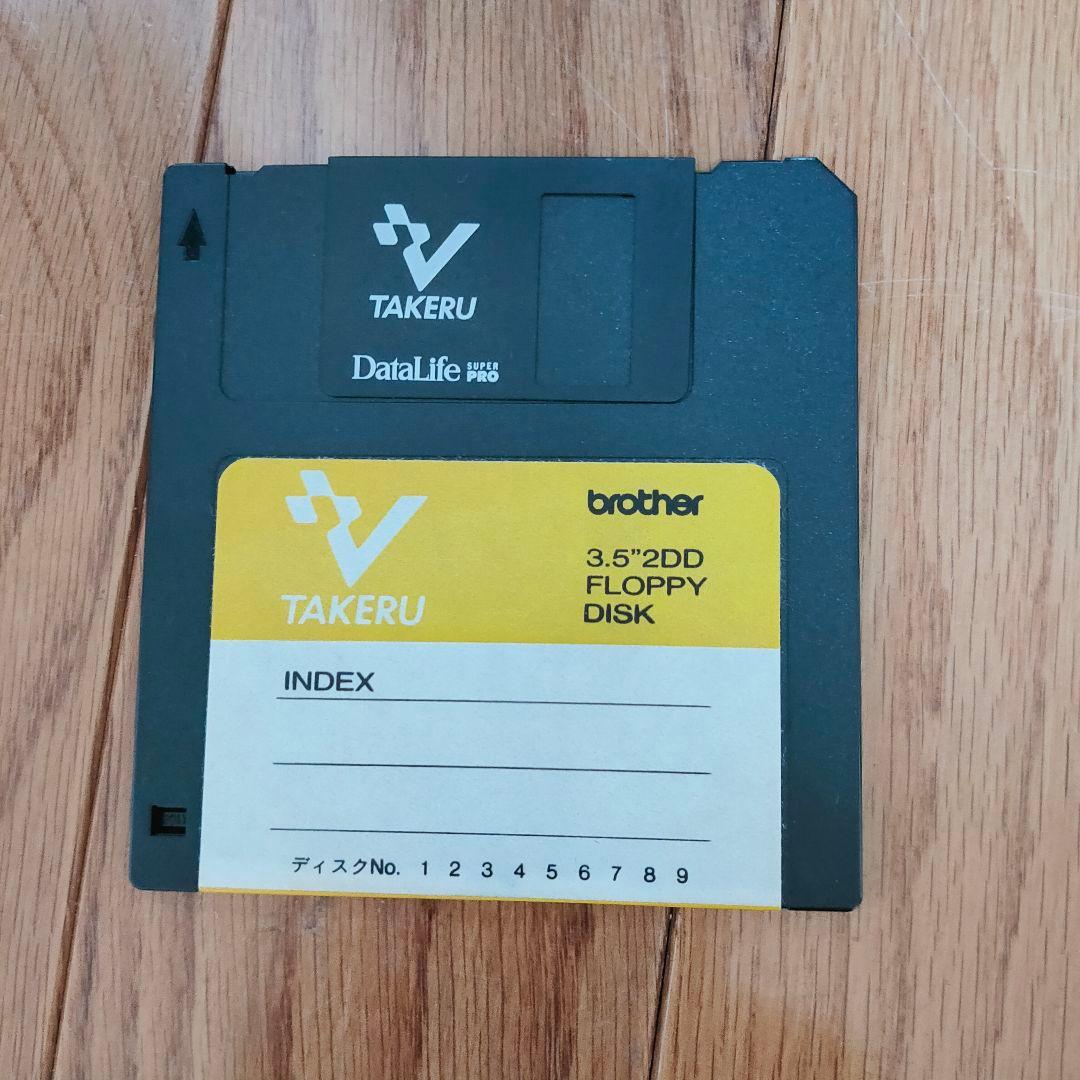 TAKERU
DataLife SUPER PRO
TAKERU
brother
3.5”2DD
FLOPPY
DISK
INDEX
ディスクNo. 1 2 3 4 5 6 7 8 9